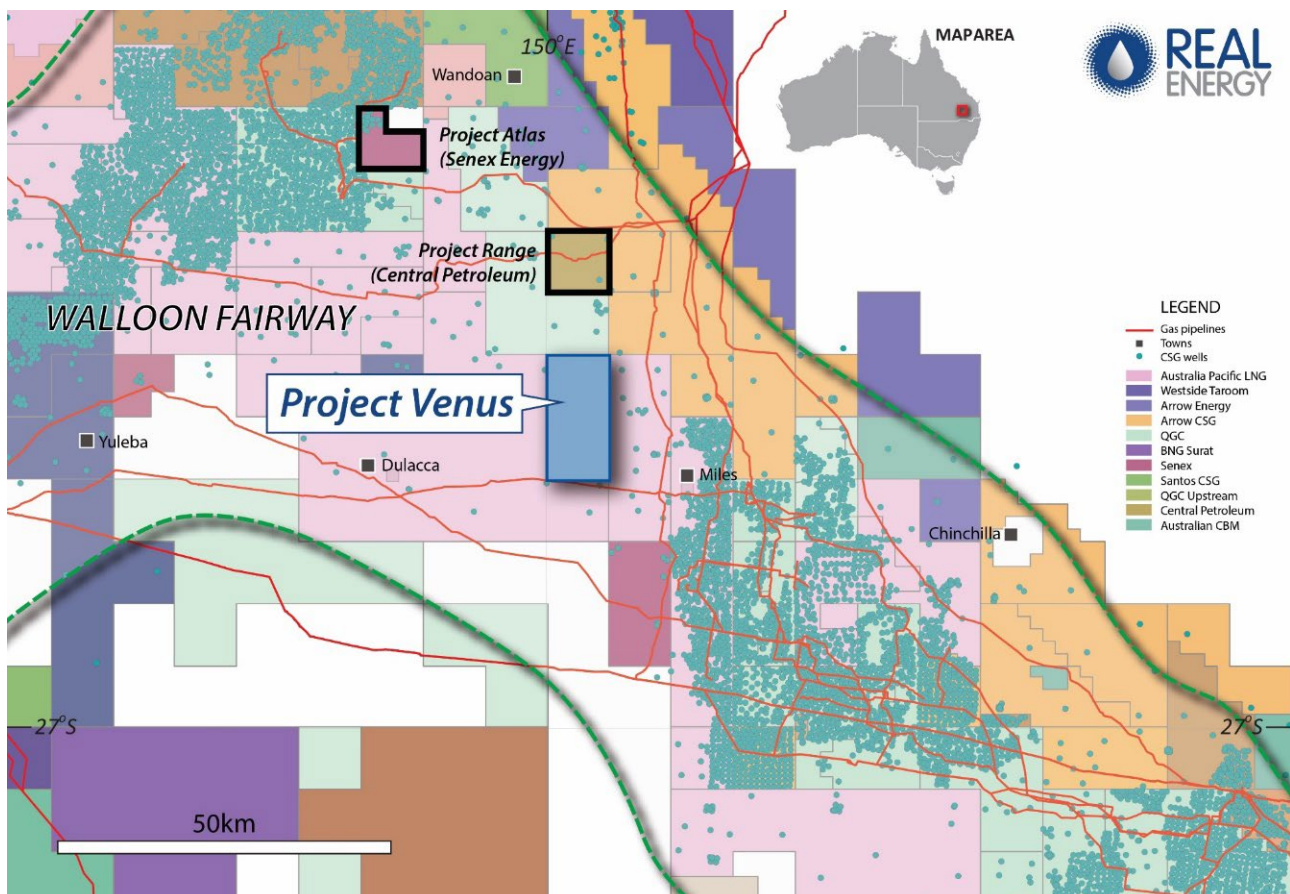 150°E
MAPAREA
REAL
ENERGY
Wandoan
Project Atlas
(Senex Energy)
Project Range
(Central Petroleum)
WALLOON FAIRWAY
LEGEND
Gas pipelines
Towns
CSG wells
Australia Pacific LNG
Westside Taroom
Arrow Energy
Arrow CSG
QGC
BNG Surat
Senex
Santos CSG
QGC Upstream
Central Petroleum
Australian CBM
Project Venus
Yuleba
Dulacca
Miles
Chinchilla
27°S
27°S
50km